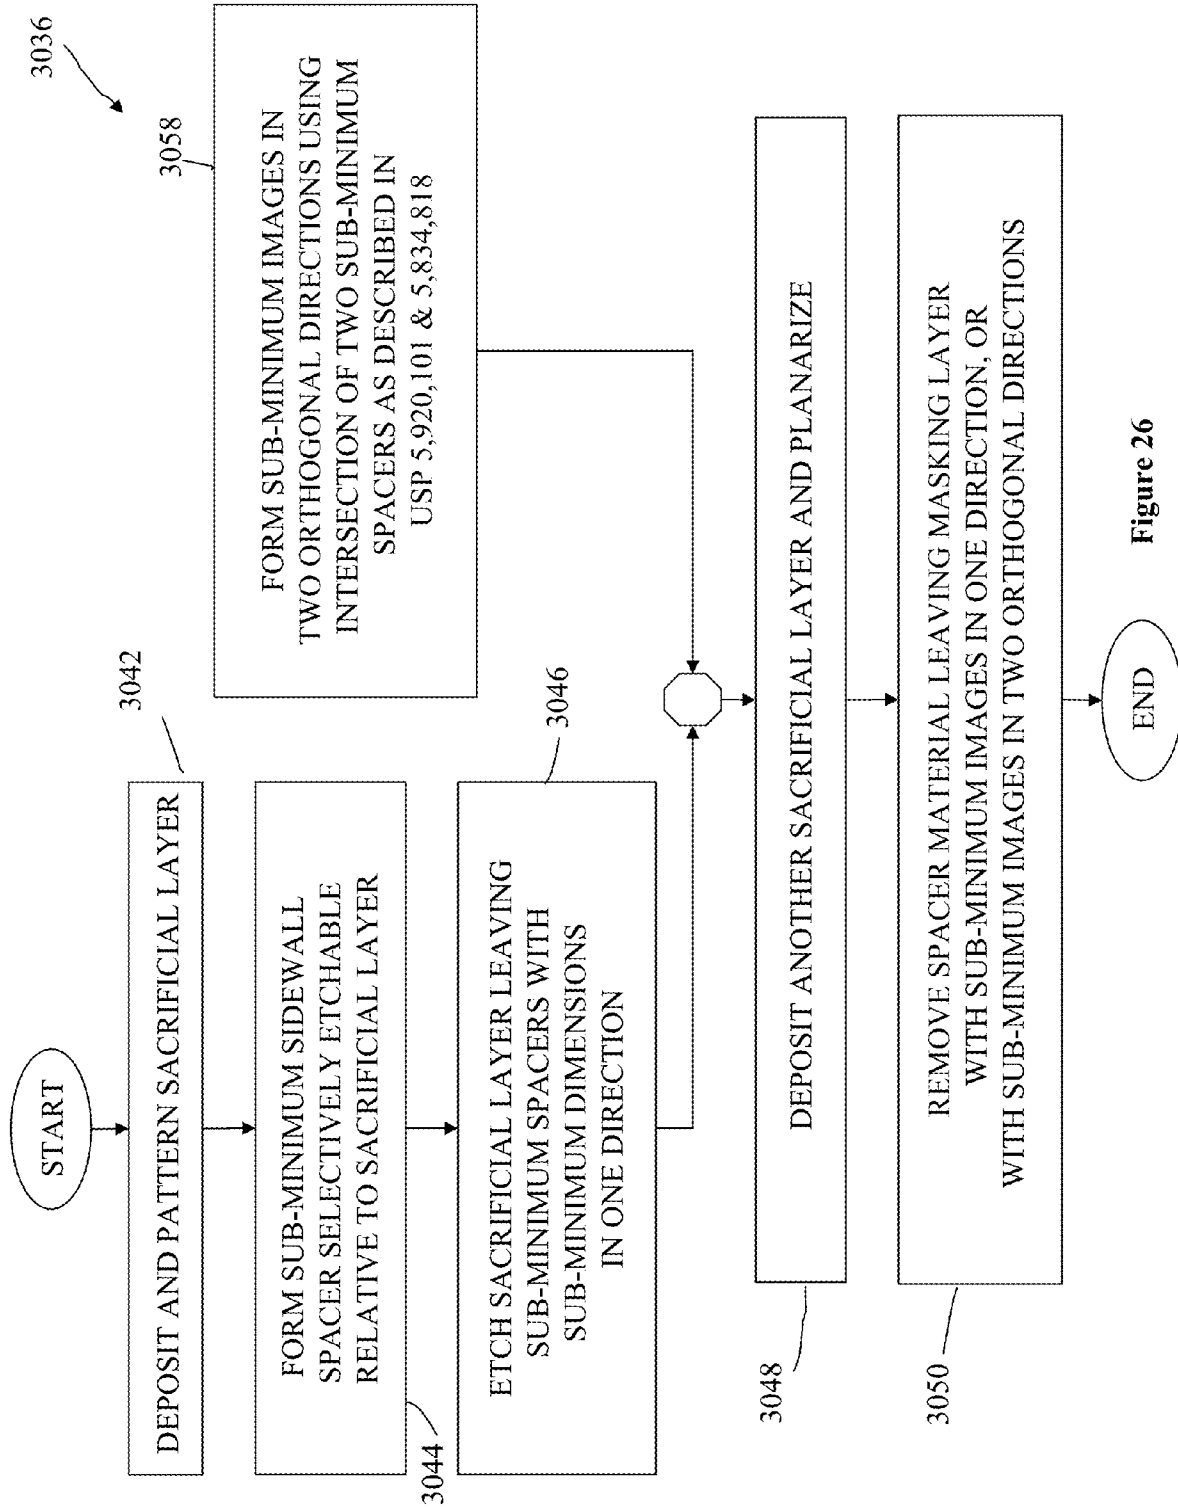 3036
START
3042
DEPOSIT AND PATTERN SACRIFICIAL LAYER
3058
FORM SUB-MINIMUM IMAGES IN
TWO ORTHOGONAL DIRECTIONS USING
INTERSECTION OF TWO SUB-MINIMUM
SPACERS AS DESCRIBED IN
USP 5,920,101 & 5,834,818
FORM SUB-MINIMUM SIDEWALL
SPACER SELECTIVELY ETCHABLE
RELATIVE TO SACRIFICIAL LAYER
3044
3046
ETCH SACRIFICIAL LAYER LEAVING
SUB-MINIMUM SPACERS WITH
SUB-MINIMUM DIMENSIONS
IN ONE DIRECTION
3048
DEPOSIT ANOTHER SACRIFICIAL LAYER AND PLANARIZE
3050
REMOVE SPACER MATERIAL LEAVING MASKING LAYER
WITH SUB-MINIMUM IMAGES IN ONE DIRECTION, OR
WITH SUB-MINIMUM IMAGES IN TWO ORTHOGONAL DIRECTIONS
END
Figure 26